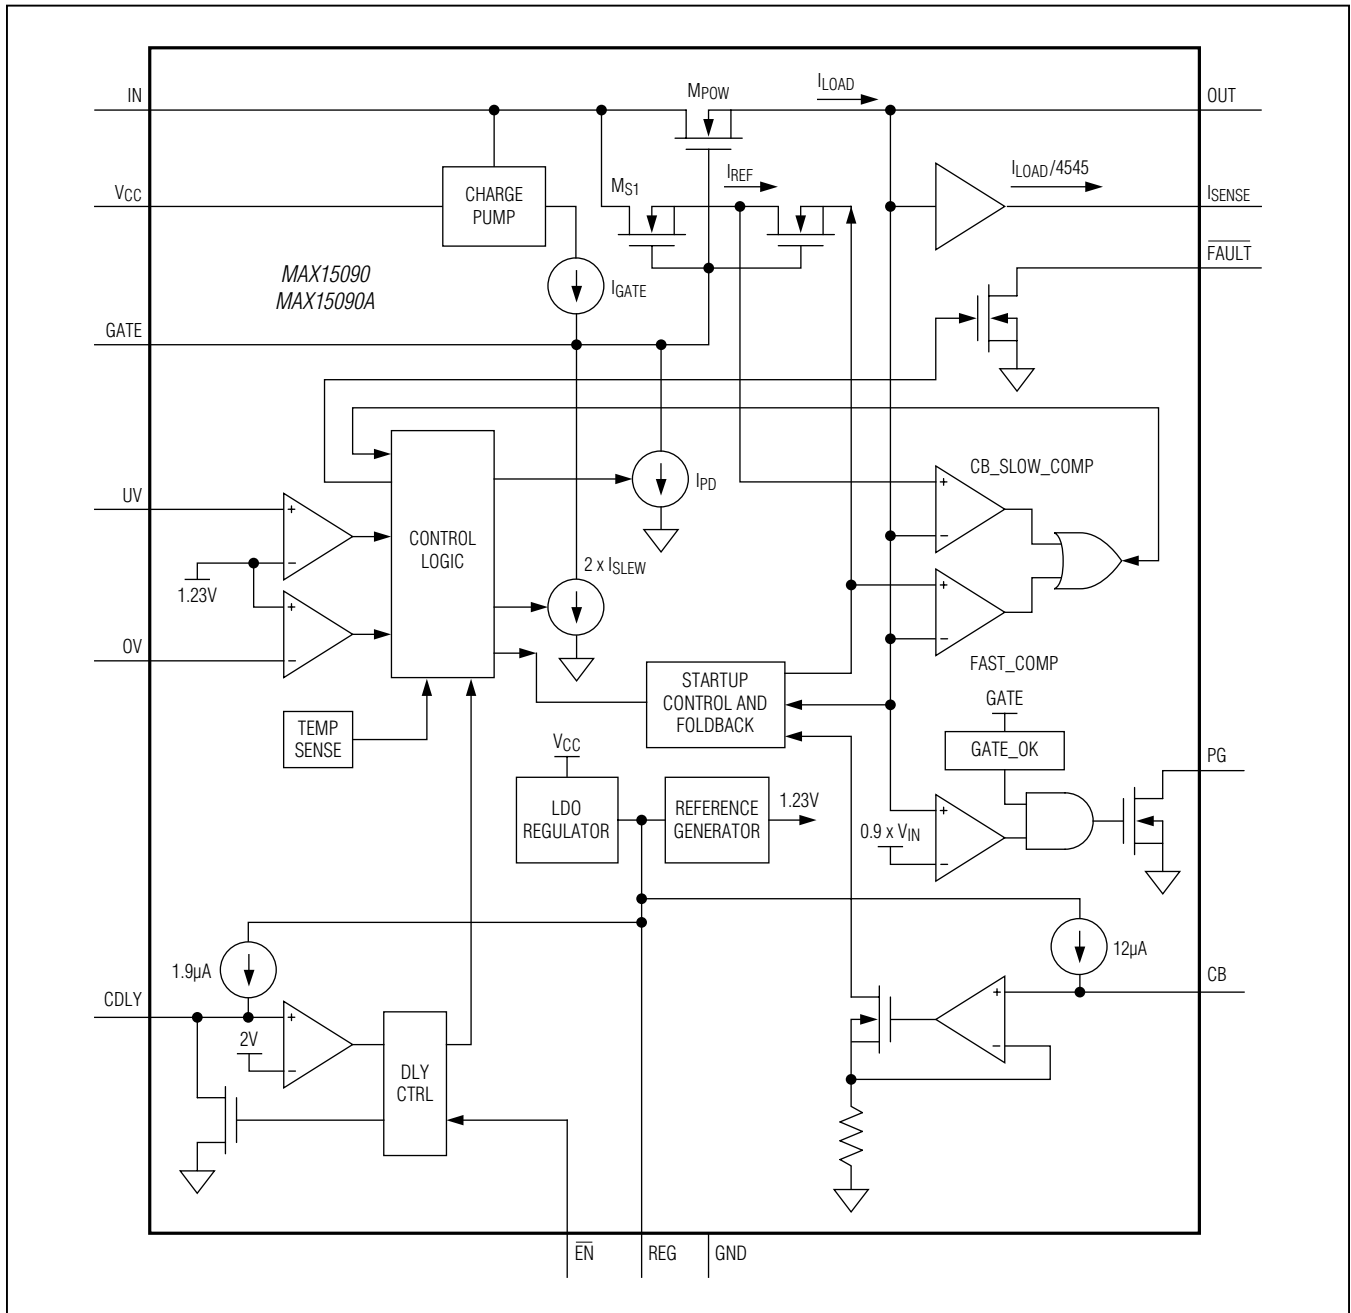 IN
MPOW
ILOAD
OUT
VCC
CHARGE
PUMP
MS1
IREF
ILOAD/4545
ISENSE
FAULT
MAX15090
MAX15090A
IGATE
GATE
UV
+
-
1.23V
OV
+
-
CONTROL
LOGIC
IPD
2 x ISLEW
CB_SLOW_COMP
+
-
+
-
FAST_COMP
TEMP
SENSE
STARTUP
CONTROL AND
FOLDBACK
GATE
GATE_OK
PG
VCC
LDO
REGULATOR
REFERENCE
GENERATOR
1.23V
0.9 x VIN
+
-
1.9µA
12µA
CDLY
+
-
2V
DLY
CTRL
CB
+
-
EN
REG
GND